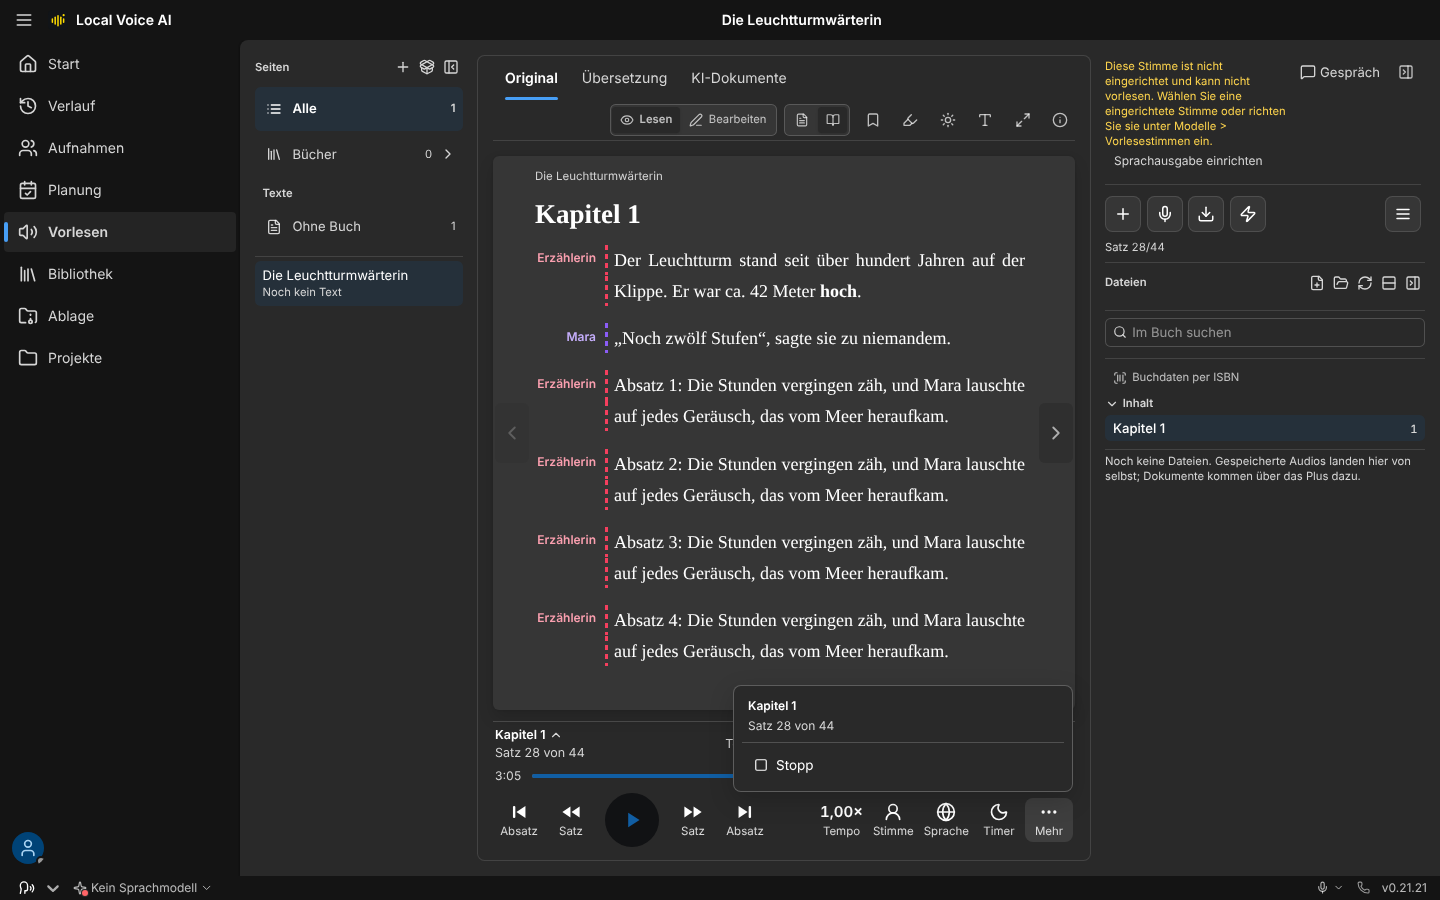 Local Voice AI
Die Leuchtturmwärterin
Start
Verlauf
Aufnahmen
Planung
Vorlesen
Bibliothek
Ablage
Projekte
Seiten
Alle 1
Bücher 0
Texte
Ohne Buch 1
Die Leuchtturmwärterin
Noch kein Text
Original Übersetzung KI-Dokumente
Lesen Bearbeiten
Die Leuchtturmwärterin
Kapitel 1
Erzählerin
Der Leuchtturm stand seit über hundert Jahren auf der
Klippe. Er war ca. 42 Meter hoch.
Mara
„Noch zwölf Stufen“, sagte sie zu niemandem.
Erzählerin
Absatz 1: Die Stunden vergingen zäh, und Mara lauschte
auf jedes Geräusch, das vom Meer heraufkam.
Erzählerin
Absatz 2: Die Stunden vergingen zäh, und Mara lauschte
auf jedes Geräusch, das vom Meer heraufkam.
Erzählerin
Absatz 3: Die Stunden vergingen zäh, und Mara lauschte
auf jedes Geräusch, das vom Meer heraufkam.
Erzählerin
Absatz 4: Die Stunden vergingen zäh, und Mara lauschte
auf jedes Geräusch, das vom Meer heraufkam.
Kapitel 1
Satz 28 von 44
Stopp
Kapitel 1
Satz 28 von 44
3:05
Absatz Satz Satz Absatz
1,00×
Tempo Stimme Sprache Timer Mehr
Diese Stimme ist nicht
eingerichtet und kann nicht
vorlesen. Wählen Sie eine
eingerichtete Stimme oder richten
Sie sie unter Modelle >
Vorlesestimmen ein.
Gespräch
Sprachausgabe einrichten
Satz 28/44
Dateien
Im Buch suchen
Buchdaten per ISBN
Inhalt
Kapitel 1 1
Noch keine Dateien. Gespeicherte Audios landen hier von
selbst; Dokumente kommen über das Plus dazu.
Kein Sprachmodell
v0.21.21